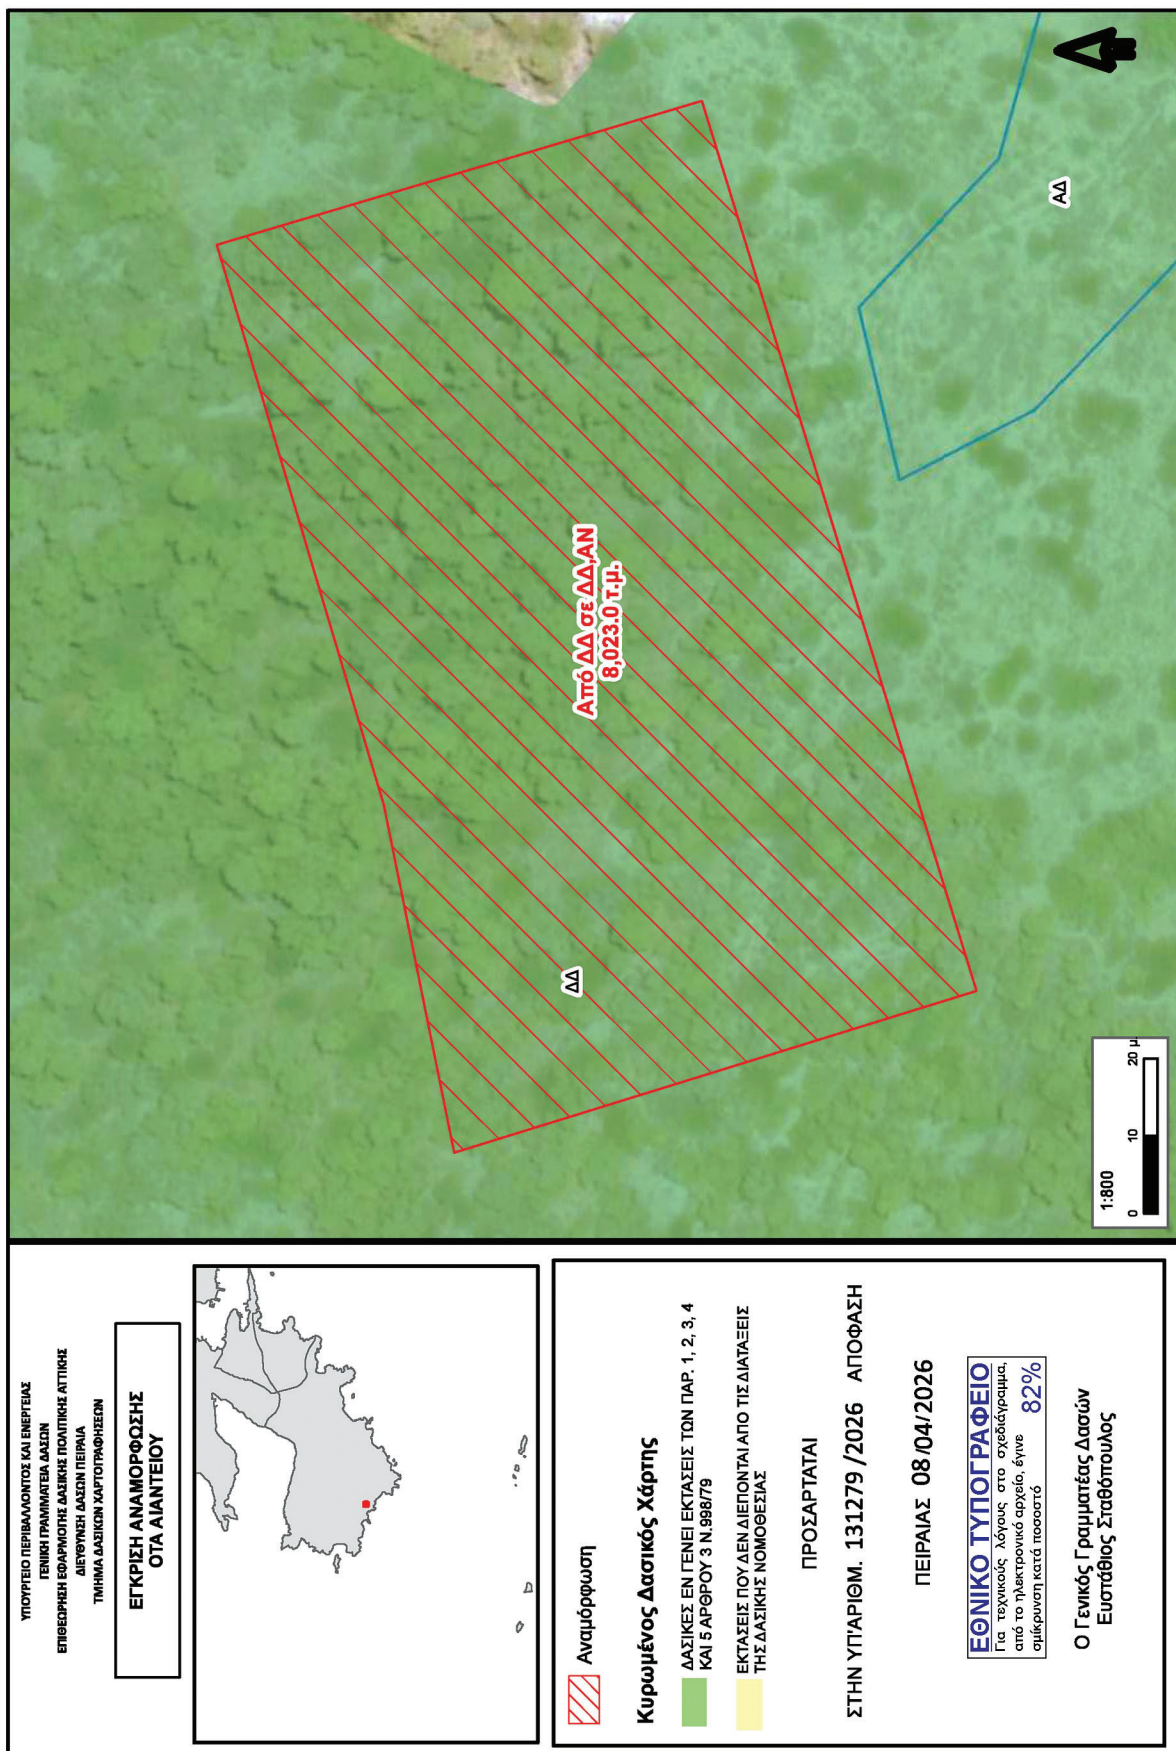 ΥΠΟΥΡΓΕΙΟ ΠΕΡΙΒΑΛΛΟΝΤΟΣ ΚΑΙ ΕΝΕΡΓΕΙΑΣ
ΓΕΝΙΚΗ ΓΡΑΜΜΑΤΕΙΑ ΔΑΣΩΝ
ΕΠΙΘΕΩΡΗΣΗ ΕΦΑΡΜΟΓΗΣ ΔΑΣΙΚΗΣ ΠΟΛΙΤΙΚΗΣ ΑΤΤΙΚΗΣ
ΔΙΕΥΘΥΝΣΗ ΔΑΣΩΝ ΠΕΙΡΑΙΑ
ΤΜΗΜΑ ΔΑΣΙΚΩΝ ΧΑΡΤΟΓΡΑΦΗΣΕΩΝ
ΕΓΚΡΙΣΗ ΑΝΑΜΟΡΦΩΣΗΣ
ΟΤΑ ΑΙΑΝΤΕΙΟΥ
Αναμόρφωση
Κυρωμένος Δασικός Χάρτης
ΔΑΣΙΚΕΣ ΕΝ ΓΕΝΕΙ ΕΚΤΑΣΕΙΣ ΤΩΝ ΠΑΡ. 1, 2, 3, 4
ΚΑΙ 5 ΑΡΘΡΟΥ 3 Ν.998/79
ΕΚΤΑΣΕΙΣ ΠΟΥ ΔΕΝ ΔΙΕΠΟΝΤΑΙ ΑΠΟ ΤΙΣ ΔΙΑΤΑΞΕΙΣ
ΤΗΣ ΔΑΣΙΚΗΣ ΝΟΜΟΘΕΣΙΑΣ
ΠΡΟΣΑΡΤΑΤΑΙ
ΣΤΗΝ ΥΠ'ΑΡΙΘΜ. 131279 /2026 ΑΠΟΦΑΣΗ
ΠΕΙΡΑΙΑΣ 08/04/2026
ΕΘΝΙΚΟ ΤΥΠΟΓΡΑΦΕΙΟ
Για τεχνικούς λόγους στο σχεδιάγραμμα,
από το ηλεκτρονικό αρχείο, έγινε
σμίκρυνση κατά ποσοστό 82%
Ο Γενικός Γραμματέας Δασών
Ευστάθιος Σταθόπουλος
ΔΔ
Από ΔΔ σε ΔΔ,ΑΝ
8,023.0 τ.μ.
ΑΔ
1:800
0 10 20 μ.